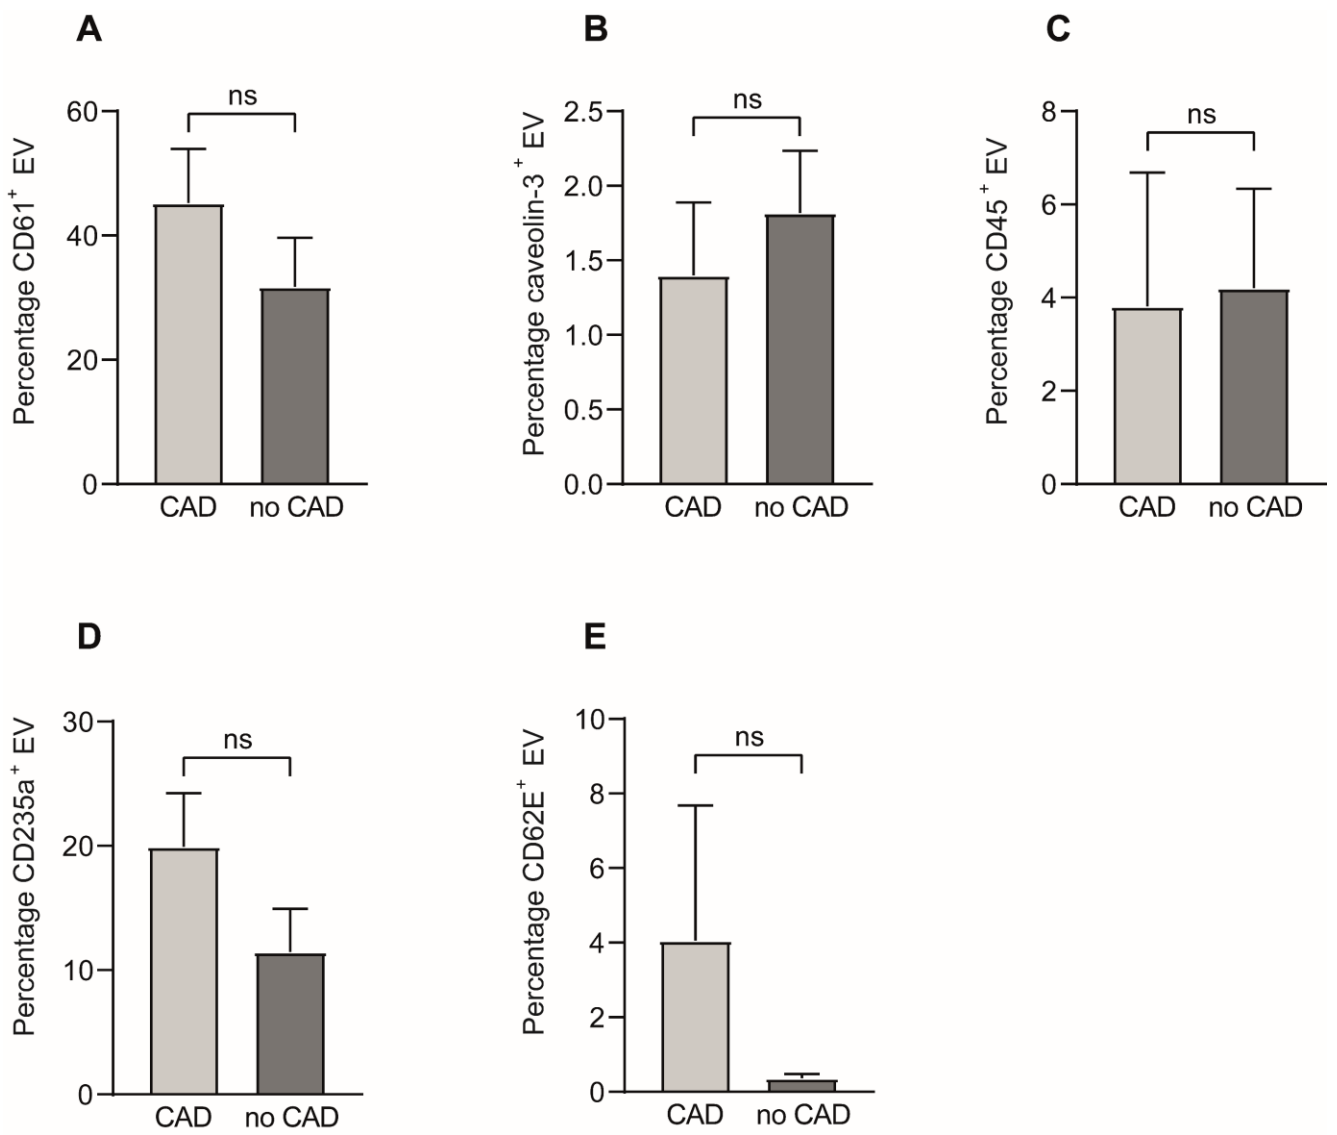 A
Percentage CD61+ EV
60
40
20
0
ns
CAD
no CAD
B
Percentage caveolin-3+ EV
2.5
2.0
1.5
1.0
0.5
0.0
ns
CAD
no CAD
C
Percentage CD45+ EV
8
6
4
2
0
ns
CAD
no CAD
D
Percentage CD235a+ EV
30
20
10
0
ns
CAD
no CAD
E
Percentage CD62E+ EV
10
8
6
4
2
0
ns
CAD
no CAD